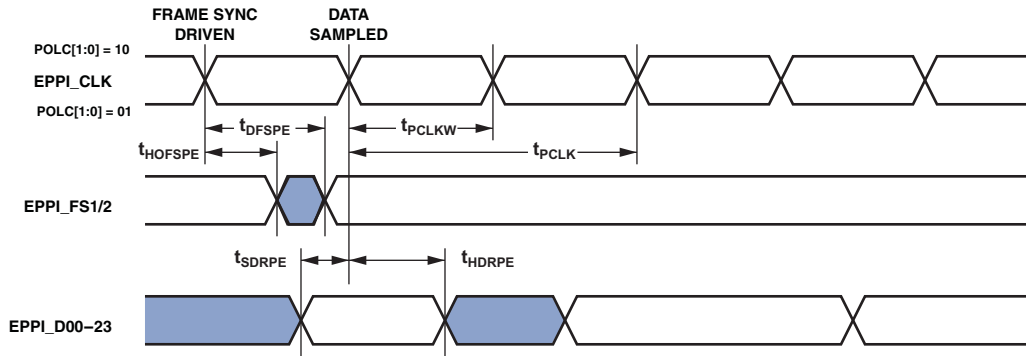 FRAME SYNC
DRIVEN
DATA
SAMPLED
POLC[1:0] = 10
EPPI_CLK
POLC[1:0] = 01
tDFSPE
tPCLKW
tHOFSPE
tPCLK
EPPI_FS1/2
tSDRPE
tHDRPE
EPPI_D00–23